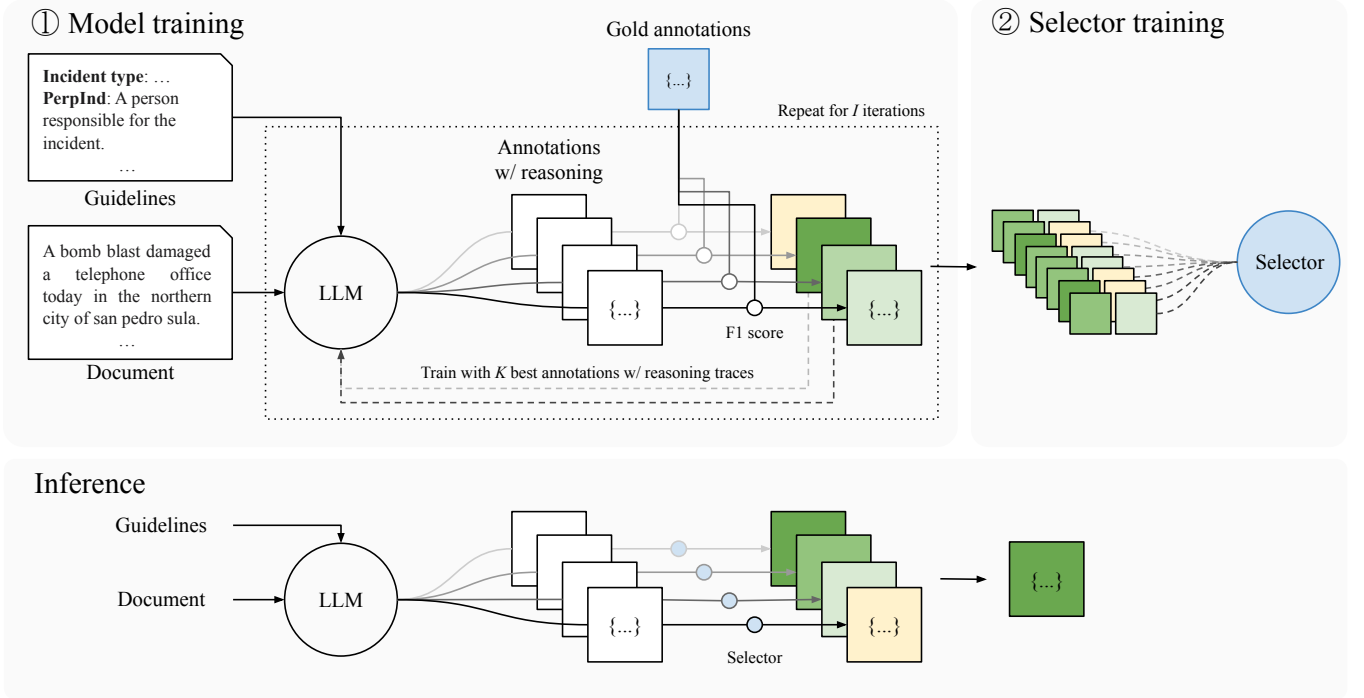 ① Model training
Incident type: …
PerpInd: A person
responsible for the
incident.
…
Guidelines
A bomb blast damaged
a telephone office
today in the northern
city of san pedro sula.
…
Document
LLM
Annotations
w/ reasoning
{...}
Gold annotations
{...}
Repeat for I iterations
F1 score
{...}
Train with K best annotations w/ reasoning traces
② Selector training
Selector
Inference
Guidelines
Document
LLM
{...}
Selector
{...}
{...}